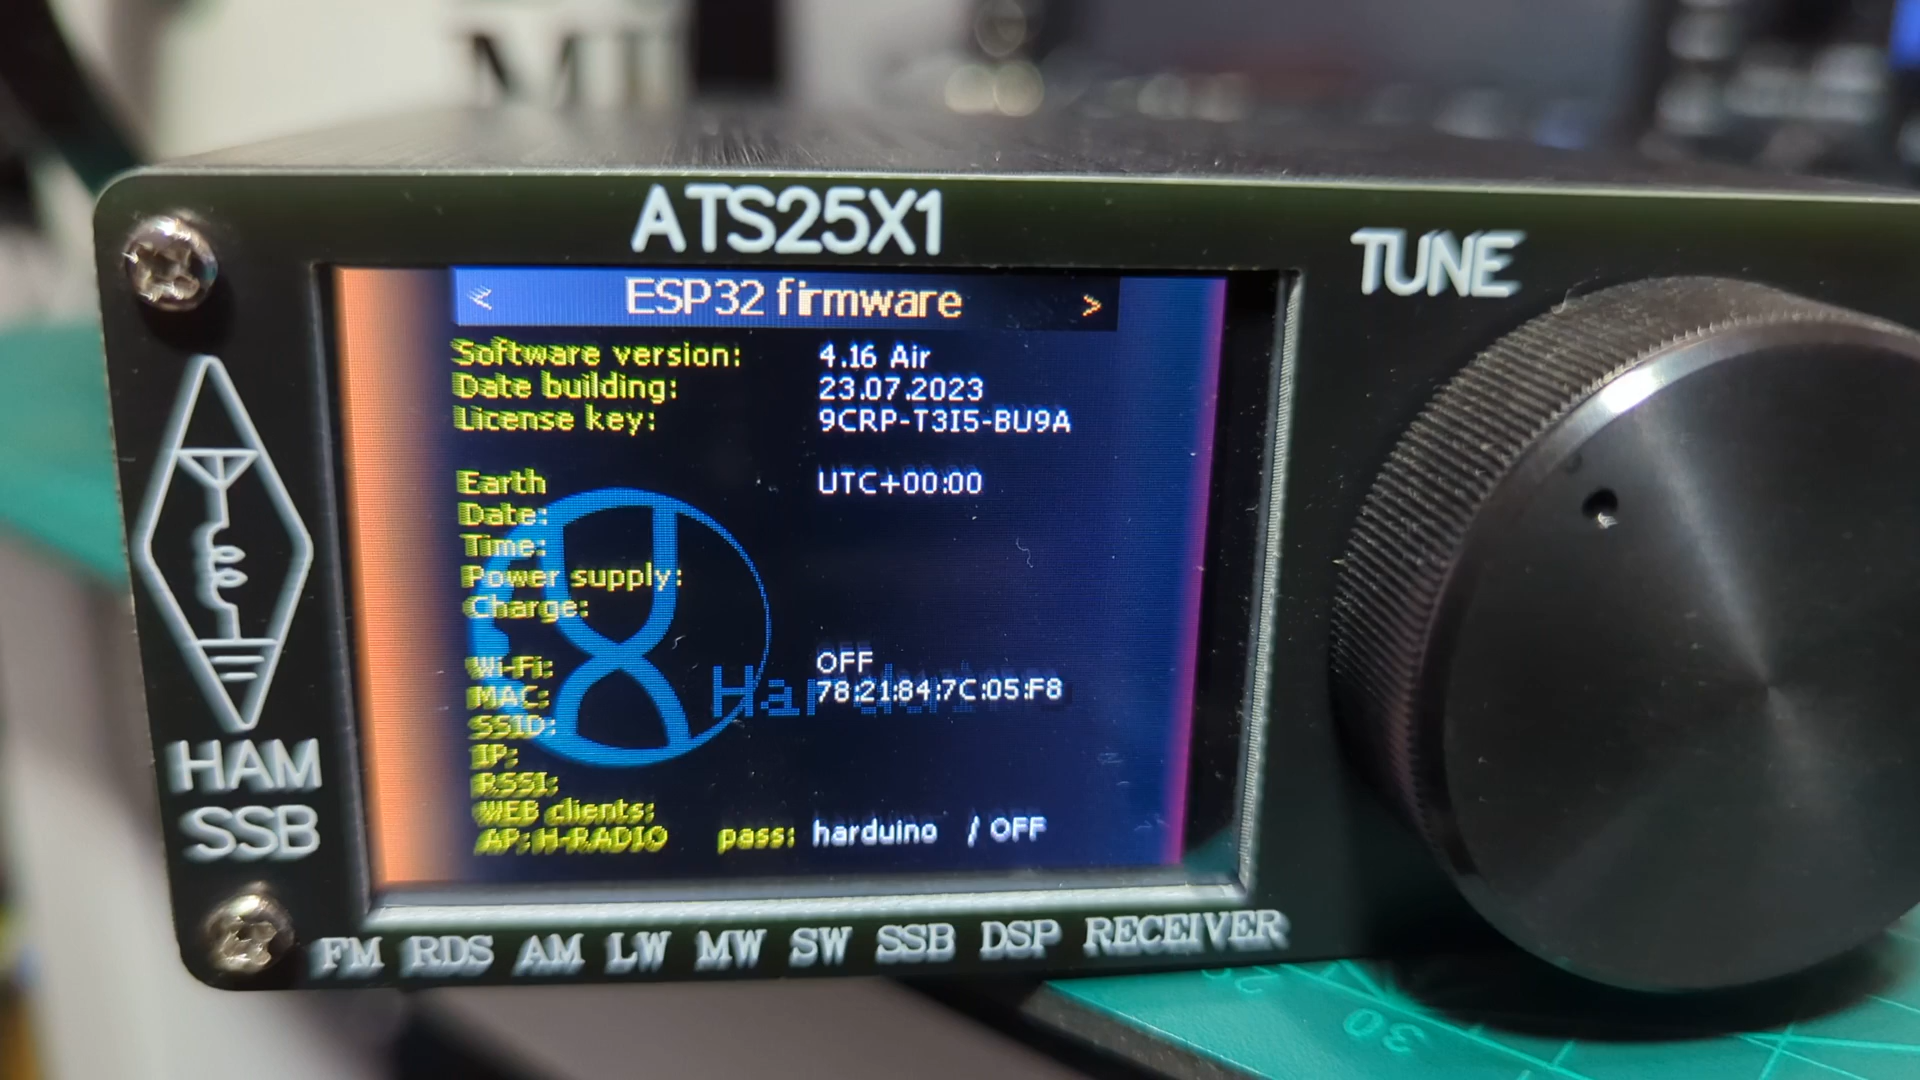 ATS25X1
TUNE
< ESP32 firmware >
Software version: 4.16 Air
Date building: 23.07.2023
License key: 9CRP-T3I5-BU9A
Earth UTC+00:00
Date:
Time:
Power supply:
Charge:
Wi-Fi: OFF
MAC: 78:21:84:7C:05:F8
SSID:
IP:
RSSI:
WEB clients:
AP: H-RADIO pass: harduino / OFF
HAM
SSB
FM RDS AM LW MW SW SSB DSP RECEIVER
30